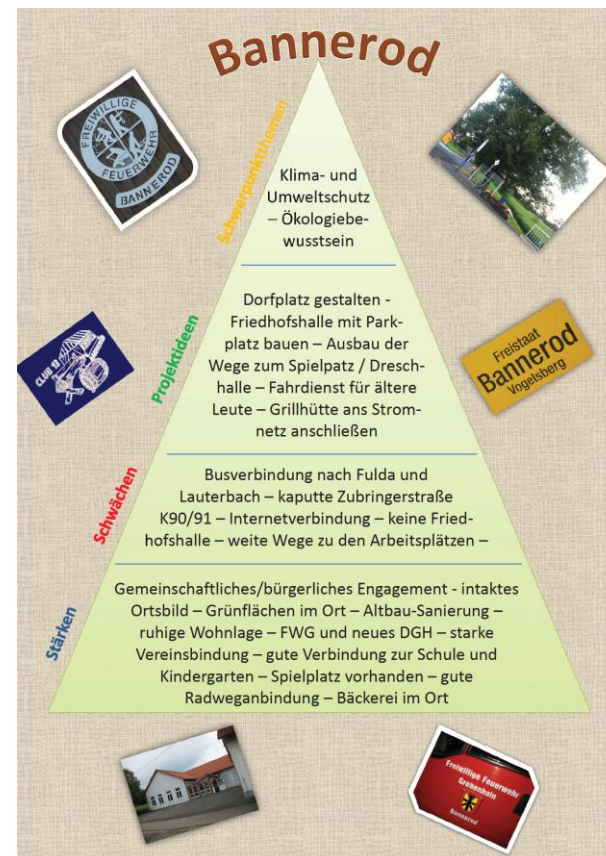 Bannerod
FREIWILLIGE
FEUERWEHR
BANNEROD
Schwerpunktthemen
Klima- und
Umweltschutz
– Ökologiebe-
wusstsein
Projektideen
Dorfplatz gestalten -
Friedhofshalle mit Park-
platz bauen – Ausbau der
Wege zum Spielpatz / Dresch-
halle – Fahrdienst für ältere
Leute – Grillhütte ans Strom-
netz anschließen
CLUB 13
Freistaat
Bannerod
Vogelsberg
Schwächen
Busverbindung nach Fulda und
Lauterbach – kaputte Zubringerstraße
K90/91 – Internetverbindung – keine Fried-
hofshalle – weite Wege zu den Arbeitsplätzen –
Stärken
Gemeinschaftliches/bürgerliches Engagement - intaktes
Ortsbild – Grünflächen im Ort – Altbau-Sanierung –
ruhige Wohnlage – FWG und neues DGH – starke
Vereinsbindung – gute Verbindung zur Schule und
Kindergarten – Spielplatz vorhanden – gute
Radweganbindung – Bäckerei im Ort
Freiwillige Feuerwehr
Grebenhain
Bannerod